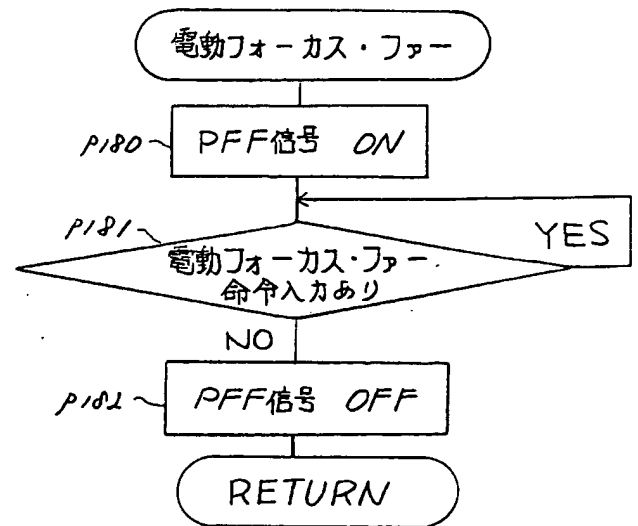 電動フォーカス・ファー
P180
PFF信号 ON
P181
YES
電動フォーカス・ファー
命令入力あり
NO
P182
PFF信号 OFF
RETURN